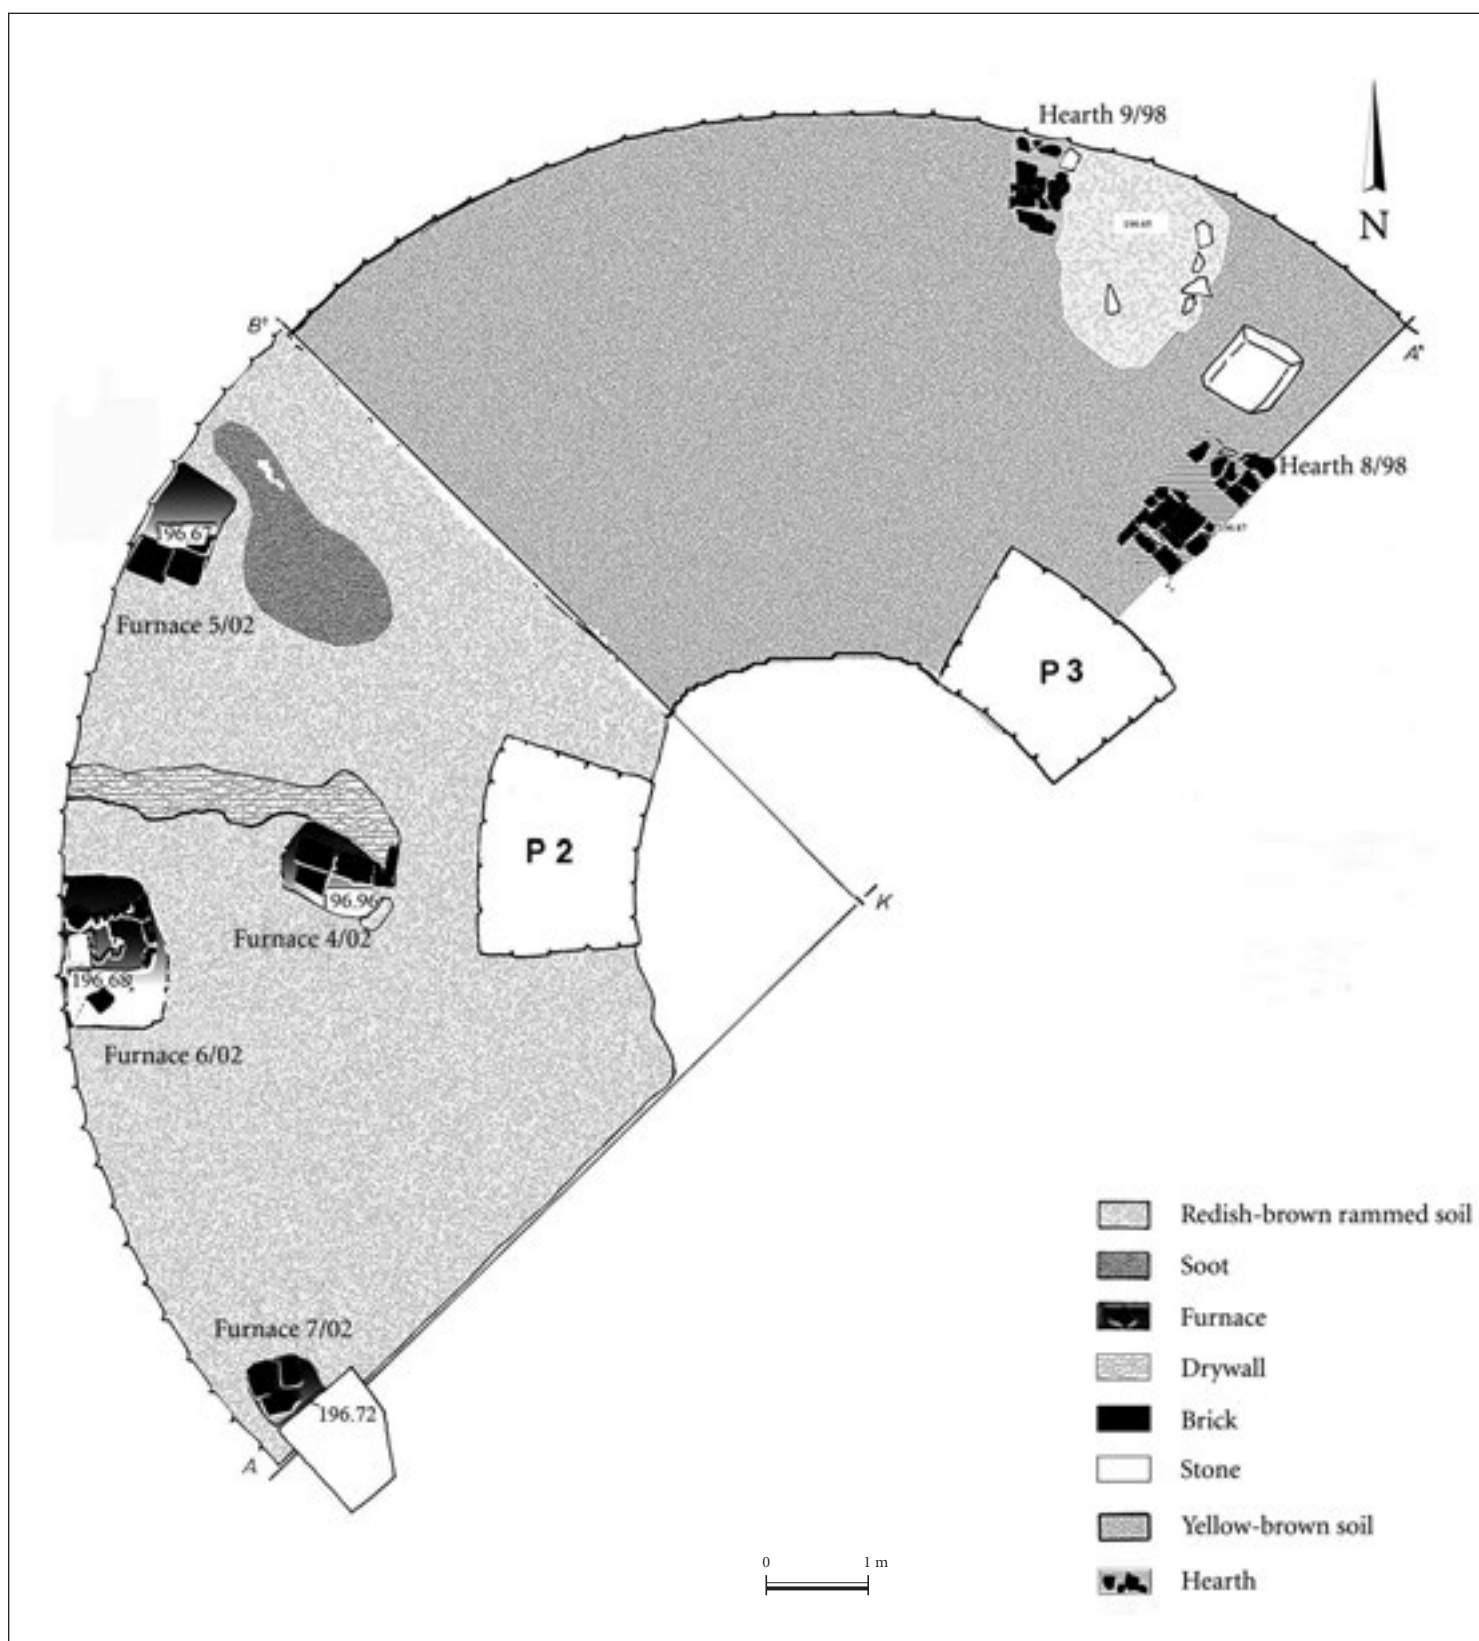 Hearth 9/98
N
B'
A'
Hearth 8/98
196.67
Furnace 5/02
P 3
P 2
196.96
K
Furnace 4/02
196.68
Furnace 6/02
Redish-brown rammed soil
Soot
Furnace 7/02
Furnace
Drywall
196.72
Brick
A
Stone
Yellow-brown soil
0 1 m
Hearth